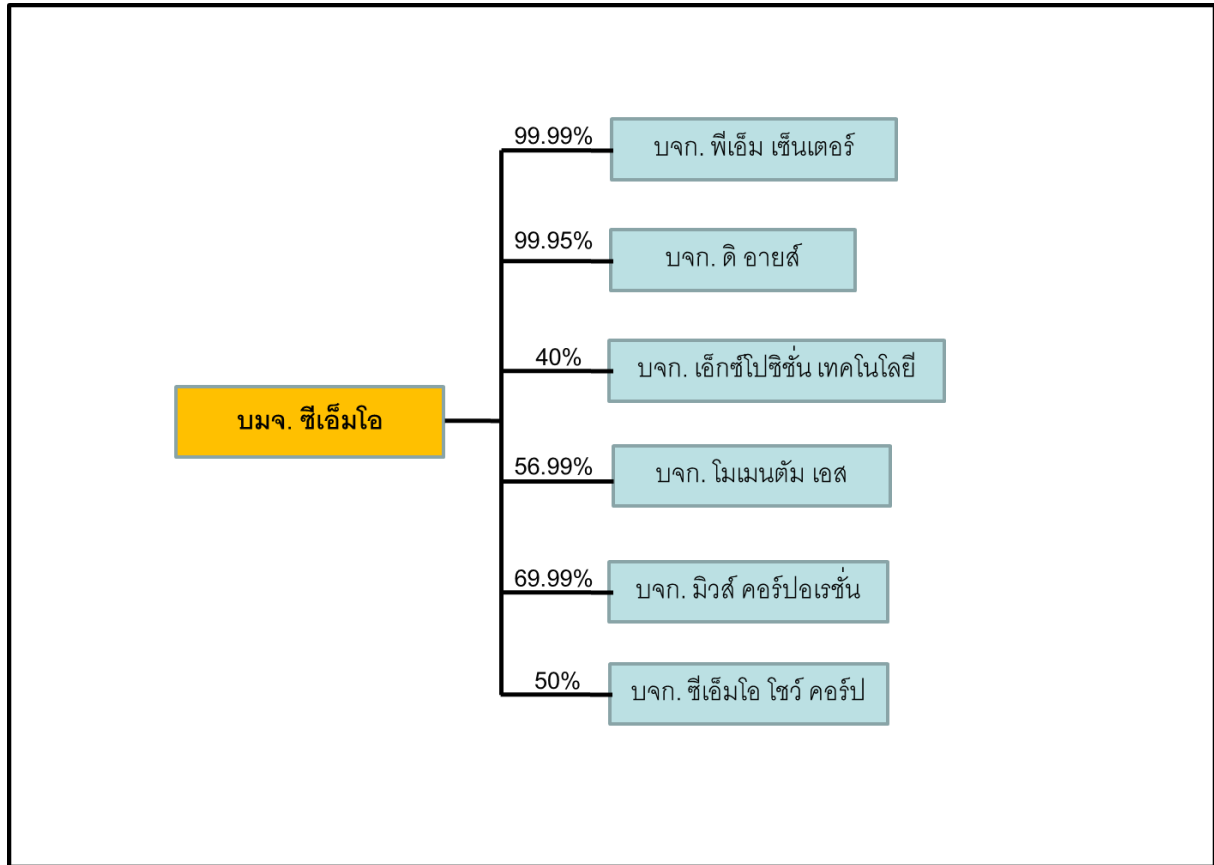 99.99%
บจก. พีเอ็ม เซ็นเตอร์
99.95%
บจก. ดิ อายส์
40%
บจก. เอ็กซ์โปซิชั่น เทคโนโลยี
บมจ. ซีเอ็มโอ
56.99%
บจก. โมเมนตัม เอส
69.99%
บจก. มิวส์ คอร์ปอเรชั่น
50%
บจก. ซีเอ็มโอ โชว์ คอร์ป